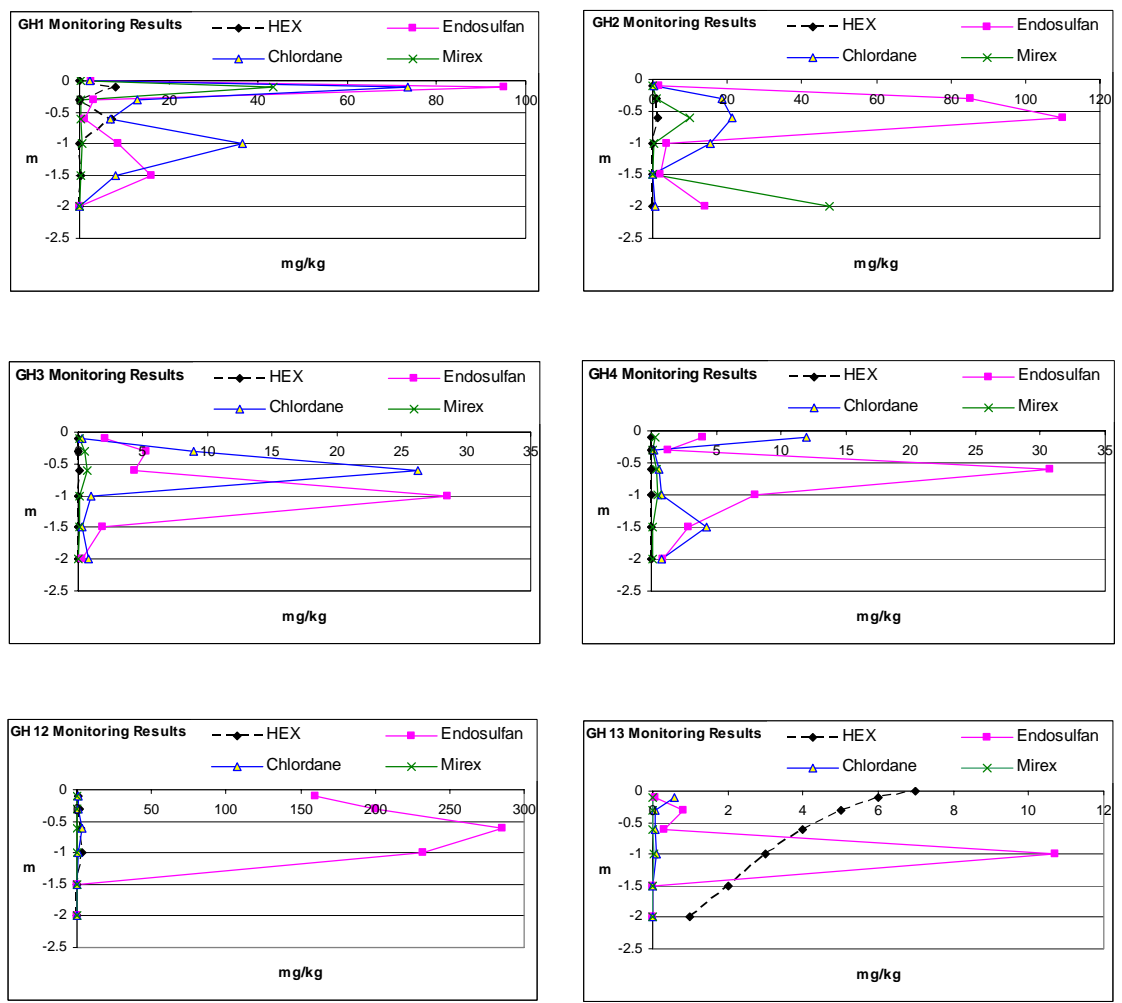 GH1 Monitoring Results
HEX
Endosulfan
Chlordane
Mirex
0
0 20 40 60 80 100
-0.5
-1
-1.5
-2
-2.5
m
mg/kg
GH2 Monitoring Results
HEX
Endosulfan
Chlordane
Mirex
0
0 20 40 60 80 100 120
-0.5
-1
-1.5
-2
-2.5
m
mg/kg
GH3 Monitoring Results
HEX
Endosulfan
Chlordane
Mirex
0
0 5 10 15 20 25 30 35
-0.5
-1
-1.5
-2
-2.5
m
mg/kg
GH4 Monitoring Results
HEX
Endosulfan
Chlordane
Mirex
0
0 5 10 15 20 25 30 35
-0.5
-1
-1.5
-2
-2.5
m
mg/kg
GH 12 Monitoring Results
HEX
Endosulfan
Chlordane
Mirex
0
0 50 100 150 200 250 300
-0.5
-1
-1.5
-2
-2.5
m
mg/kg
GH 13 Monitoring Results
HEX
Endosulfan
Chlordane
Mirex
0
0 2 4 6 8 10 12
-0.5
-1
-1.5
-2
-2.5
m
mg/kg